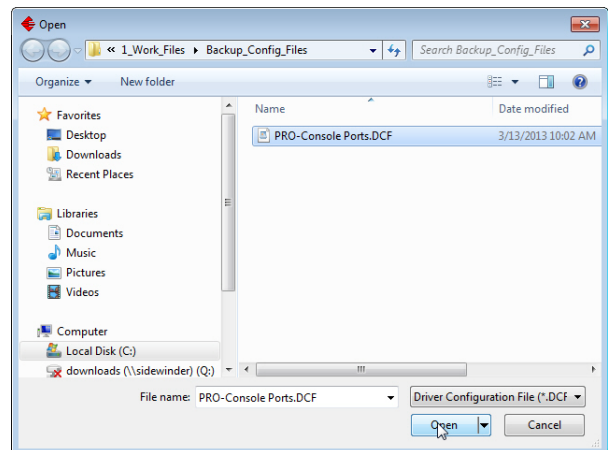 Open
« 1_Work_Files Backup_Config_Files
Search Backup_Config_Files
Organize New folder
Name Date modified
PRO-Console Ports.DCF 3/13/2013 10:02 AM
Favorites
Desktop
Downloads
Recent Places
Libraries
Documents
Music
Pictures
Videos
Computer
Local Disk (C:)
downloads (\\sidewinder) (Q:)
File name: PRO-Console Ports.DCF
Driver Configuration File (*.DCF
Open Cancel